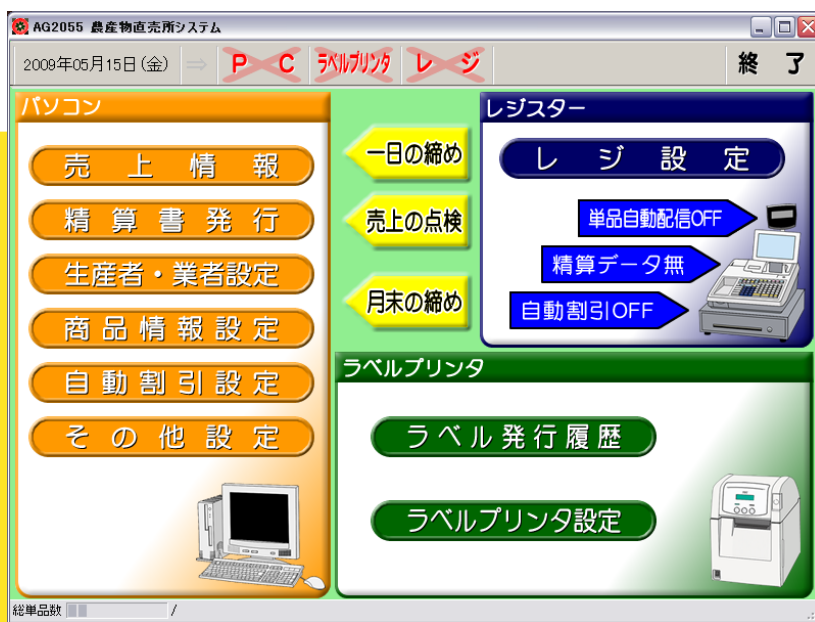 AG2055 農産物直売所システム
2009年05月15日(金) ⇒ PC ラベルプリンタ レジ 終 了
パソコン
売上情報
精算書発行
生産者・業者設定
商品情報設定
自動割引設定
その他設定
一日の締め
売上の点検
月末の締め
レジスター
レジ設定
単品自動配信OFF
精算データ無
自動割引OFF
ラベルプリンタ
ラベル発行履歴
ラベルプリンタ設定
総単品数 /